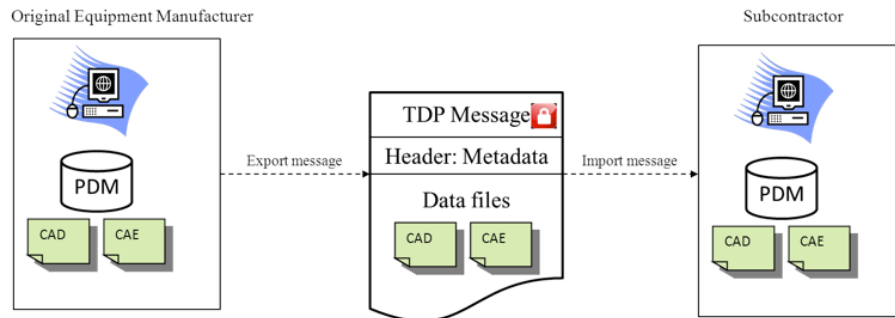 Original Equipment Manufacturer
Subcontractor
PDM
CAD
CAE
Export message
TDP Message
Header: Metadata
Data files
CAD
CAE
Import message
PDM
CAD
CAE